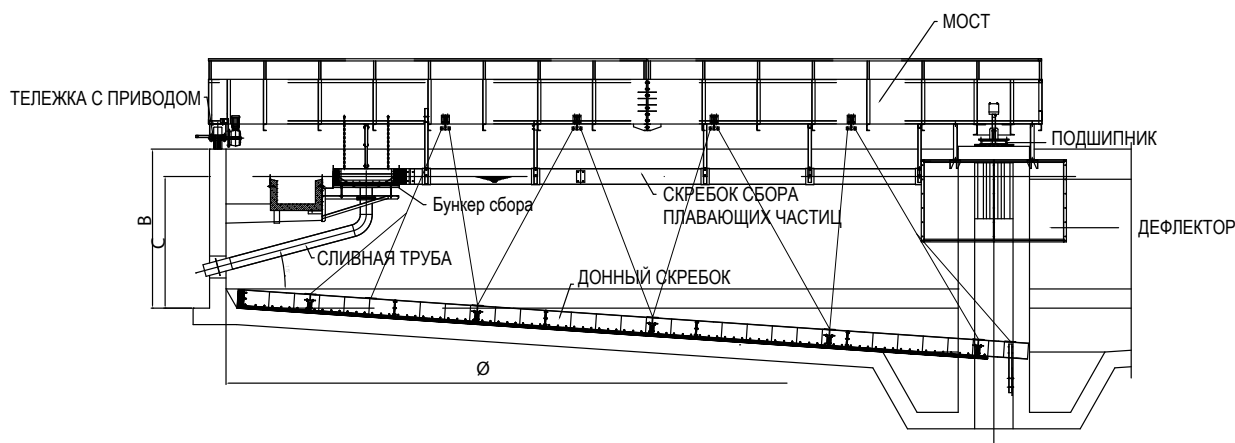 МОСТ
ТЕЛЕЖКА С ПРИВОДОМ
ПОДШИПНИК
Бункер сбора
СКРЕБОК СБОРА
ПЛАВАЮЩИХ ЧАСТИЦ
B
C
ДЕФЛЕКТОР
СЛИВНАЯ ТРУБА
ДОННЫЙ СКРЕБОК
Ø